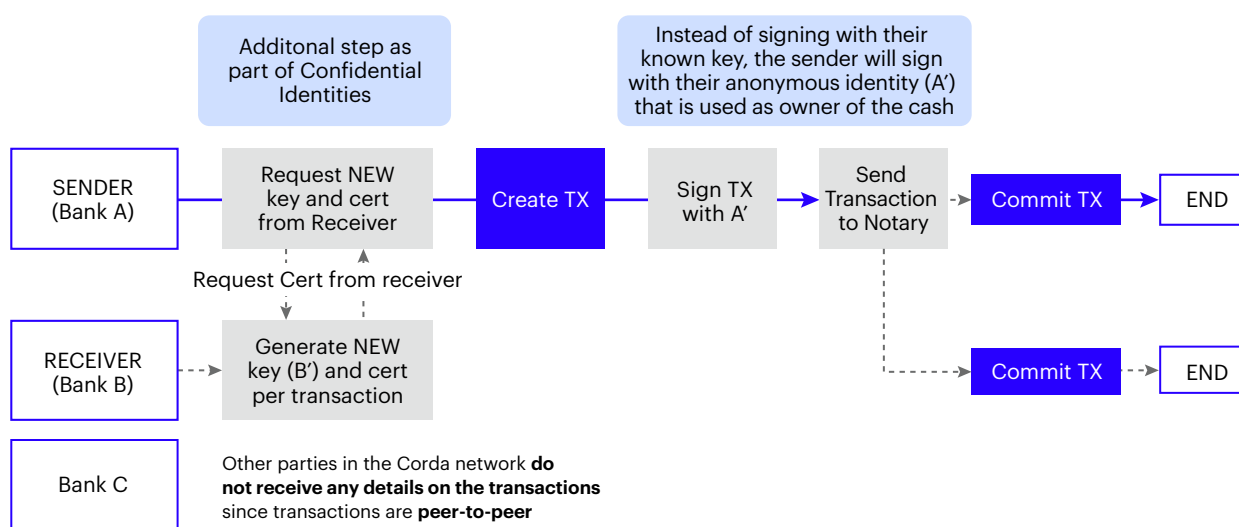 Additonal step as
part of Confidential
Identities
Instead of signing with their
known key, the sender will sign
with their anonymous identity (A’)
that is used as owner of the cash
SENDER
(Bank A)
Request NEW
key and cert
from Receiver
Create TX
Sign TX
with A’
Send
Transaction
to Notary
Commit TX
END
Request Cert from receiver
RECEIVER
(Bank B)
Generate NEW
key (B’) and cert
per transaction
Commit TX
END
Bank C
Other parties in the Corda network do
not receive any details on the transactions
since transactions are peer-to-peer